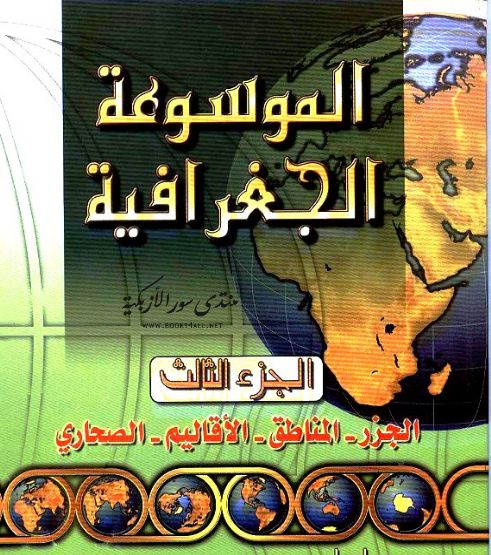 الموسوعة
الجغرافية
منتدى سور الأزبكية
WWW.BOOKS4ALL.NET
الجزء الثالث
الجزر - المناطق - الأقاليم - الصحاري